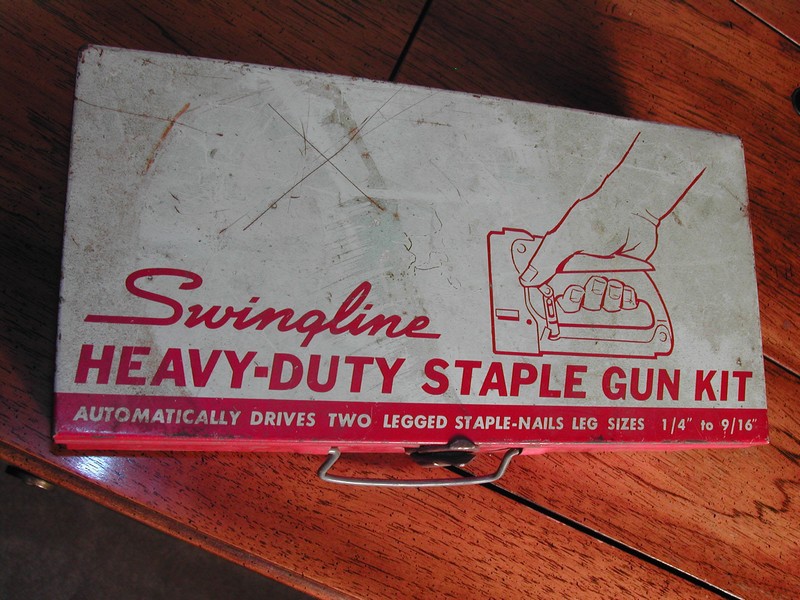 Swingline
HEAVY-DUTY STAPLE GUN KIT
AUTOMATICALLY DRIVES TWO LEGGED STAPLE-NAILS LEG SIZES 1/4" to 9/16"